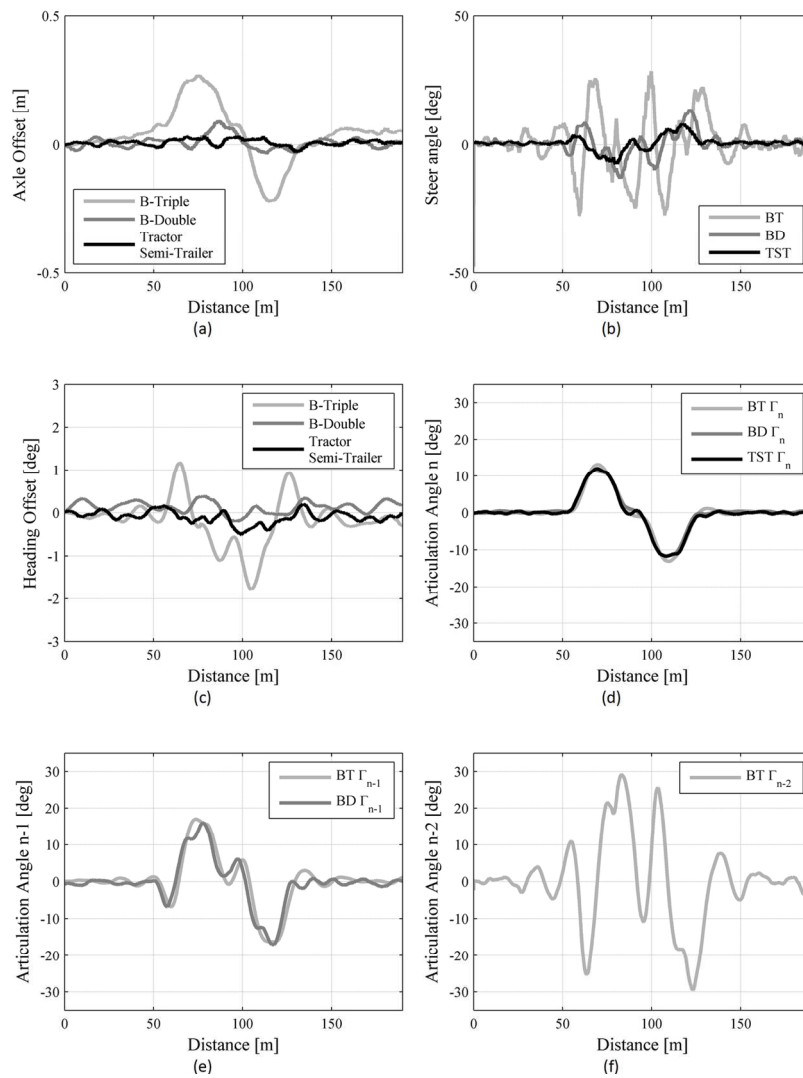 0.5
0
-0.5
Axle Offset [m]
B-Triple
B-Double
Tractor
Semi-Trailer
0 50 100 150
Distance [m]
(a)
50
0
-50
Steer angle [deg]
BT
BD
TST
0 50 100 150
Distance [m]
(b)
3
2
1
0
-1
-2
-3
Heading Offset [deg]
B-Triple
B-Double
Tractor
Semi-Trailer
0 50 100 150
Distance [m]
(c)
30
20
10
0
-10
-20
-30
Articulation Angle n [deg]
BT Γn
BD Γn
TST Γn
0 50 100 150
Distance [m]
(d)
30
20
10
0
-10
-20
-30
Articulation Angle n-1 [deg]
BT Γn-1
BD Γn-1
0 50 100 150
Distance [m]
(e)
30
20
10
0
-10
-20
-30
Articulation Angle n-2 [deg]
BT Γn-2
0 50 100 150
Distance [m]
(f)